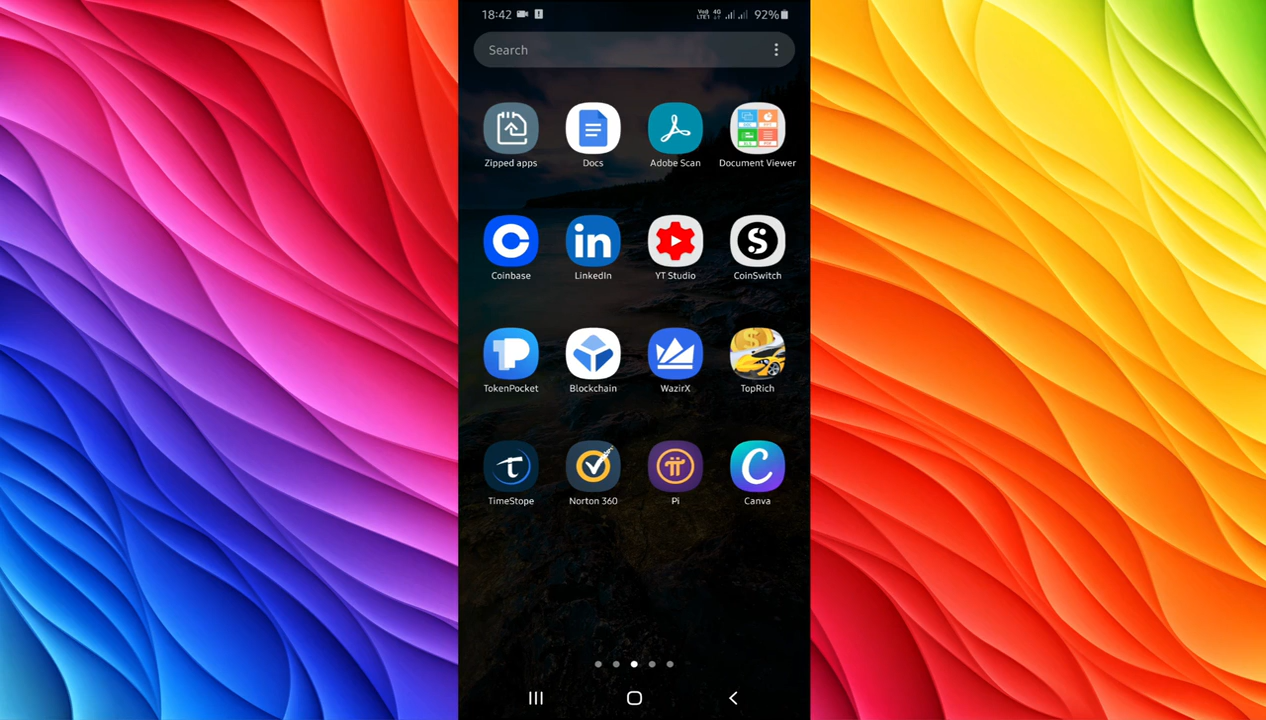 18:42 92%
Search
Zipped apps Docs Adobe Scan Document Viewer
Coinbase LinkedIn YT Studio CoinSwitch
TokenPocket Blockchain WazirX TopRich
TimeStope Norton 360 Pi Canva